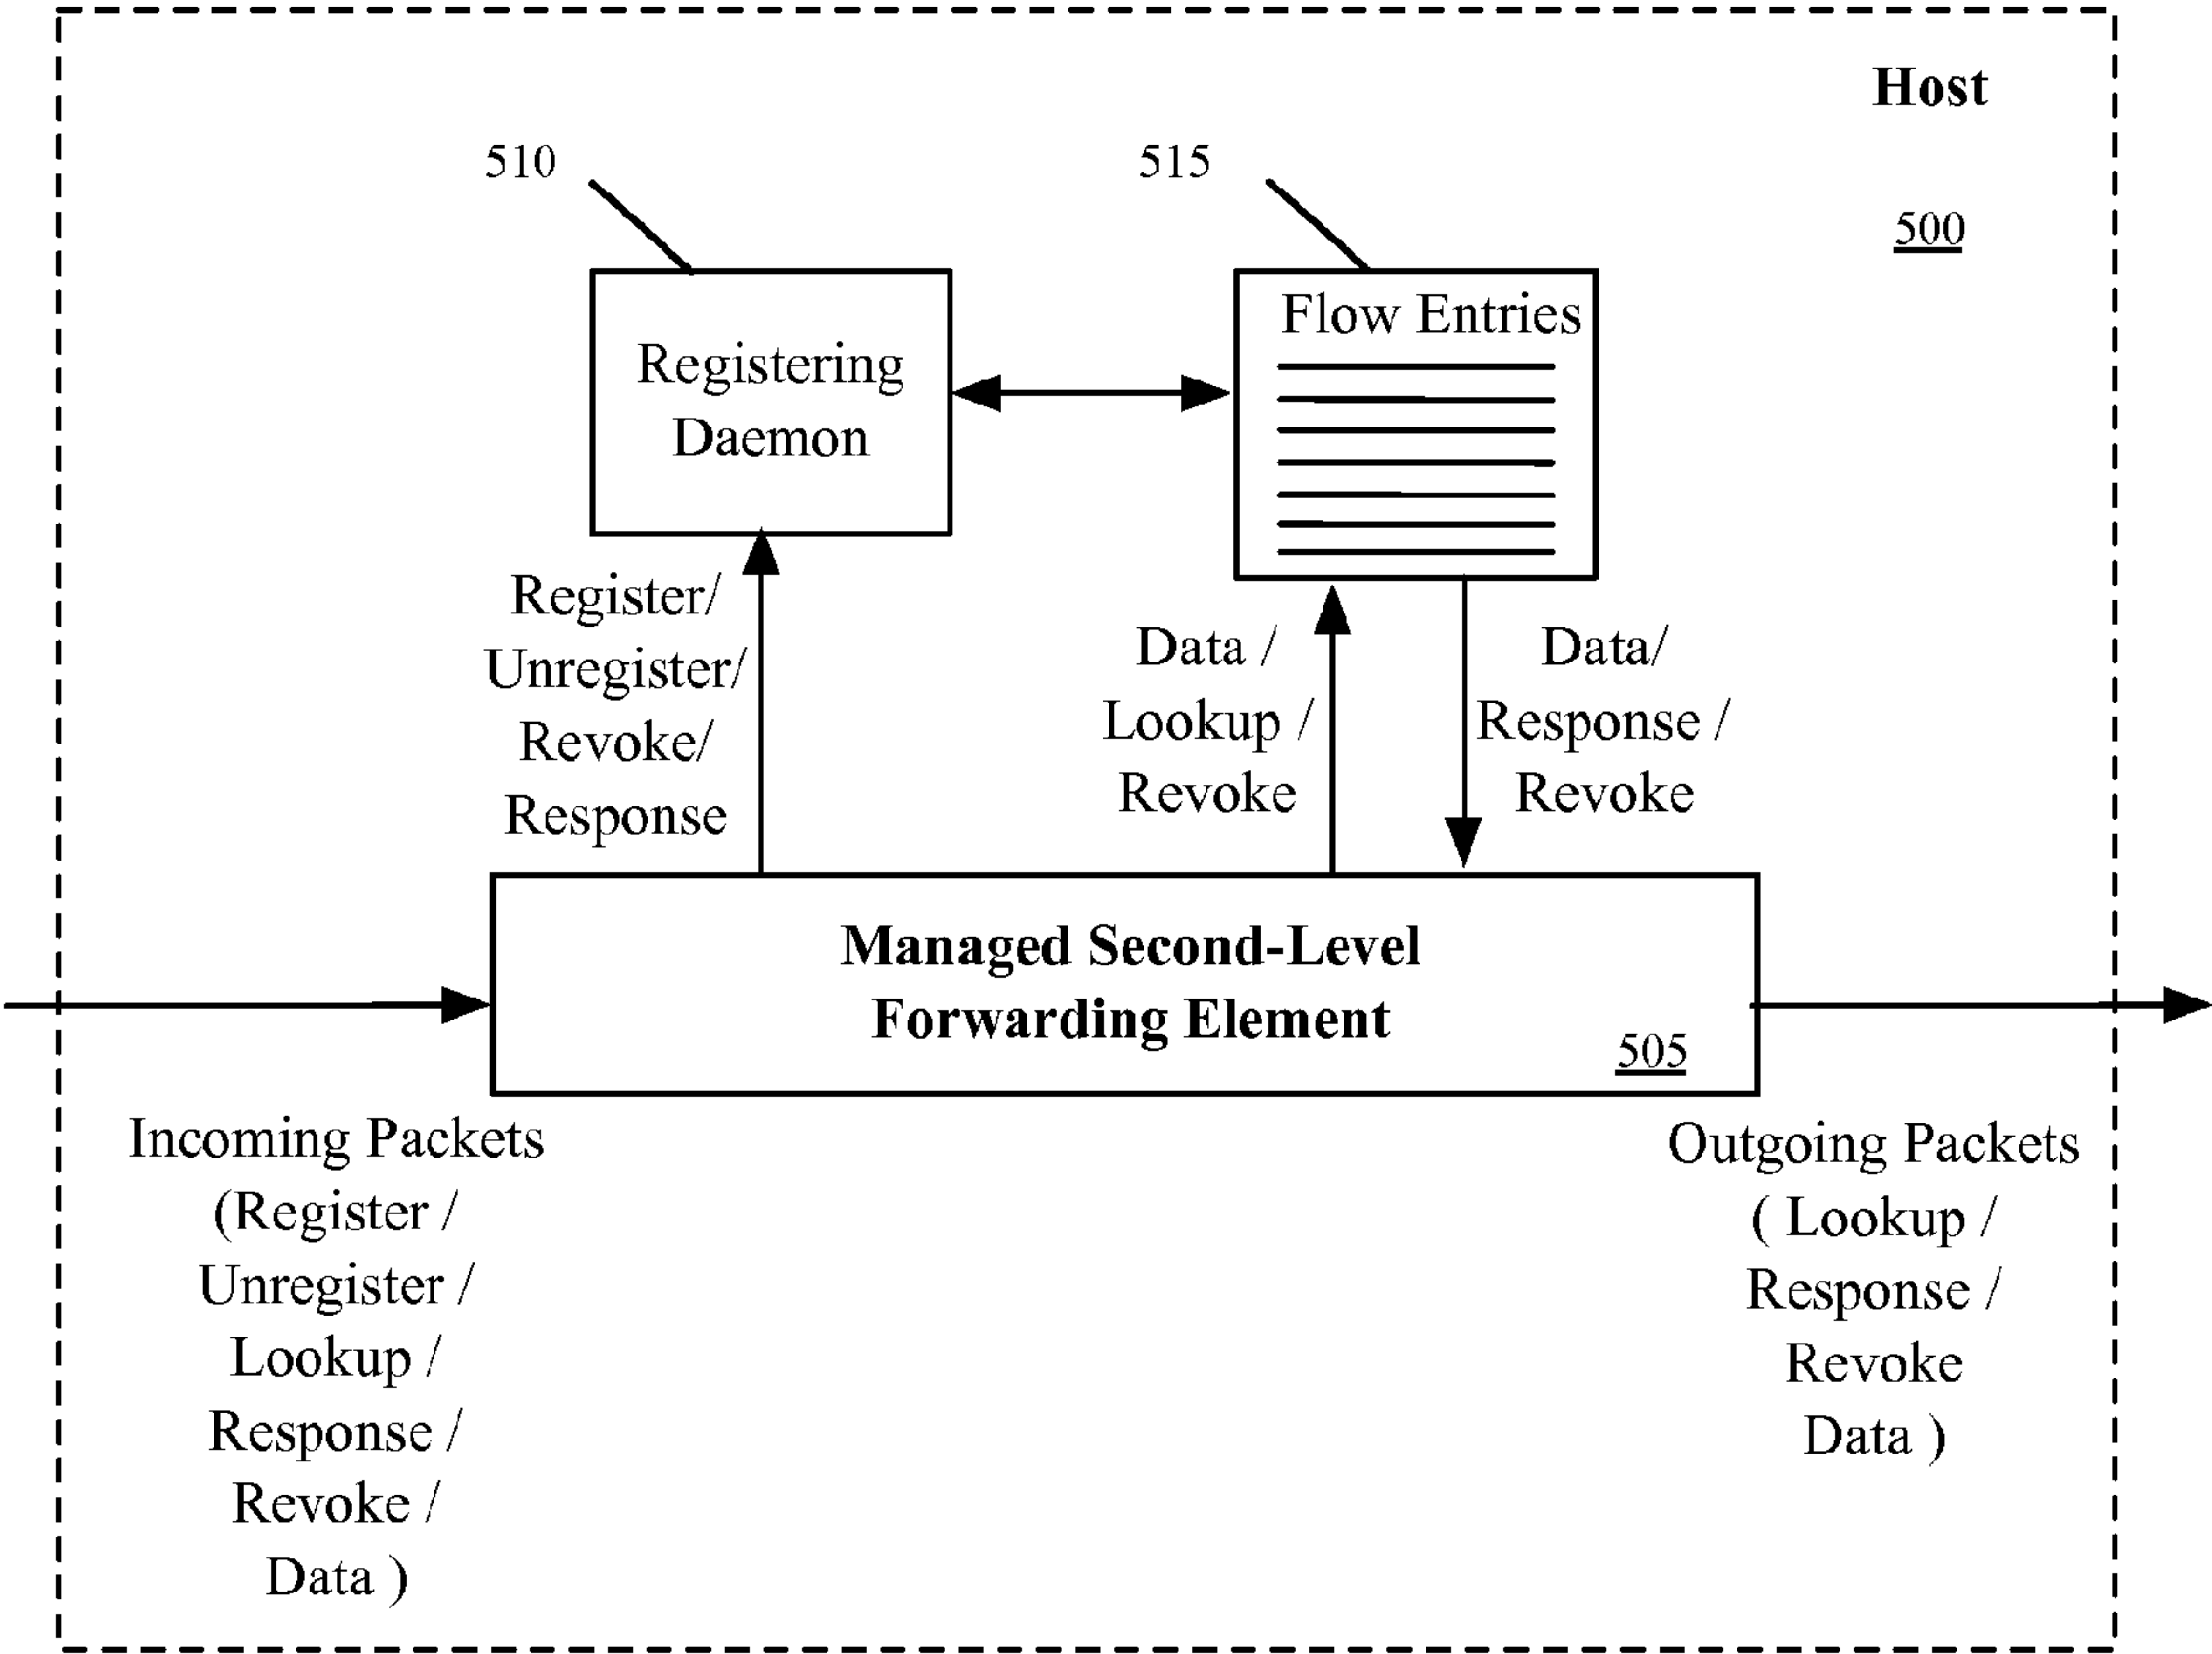 Host
510
515
500
Registering
Daemon
Flow Entries
Register/
Unregister/
Revoke/
Response
Data /
Lookup /
Revoke
Data/
Response /
Revoke
Managed Second-Level
Forwarding Element
505
Incoming Packets
(Register /
Unregister /
Lookup /
Response /
Revoke /
Data )
Outgoing Packets
( Lookup /
Response /
Revoke
Data )